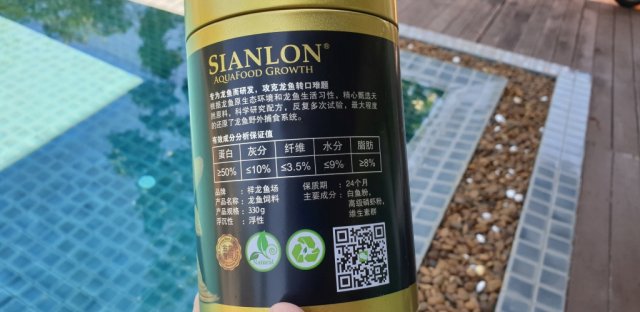 SIANLON®
AQUAFOOD GROWTH
专为龙鱼而研发，攻克龙鱼转口难题
根据龙鱼原生态环境和龙鱼生活习性，精心甄选天
然原料，科学研究配方，反复多次试验，最大程度
的还原了龙鱼野外捕食系统。
有效成分分析保证值
蛋白 灰分 纤维 水分 脂肪
≥50% ≤10% ≤3.5% ≤9% ≥8%
品牌：祥龙鱼场
产品名称：龙鱼饲料
产品规格：330g
浮沉性：浮性
保质期：24个月
主要成分：白鱼粉，
高级磷虾粉，
维生素群
Natural